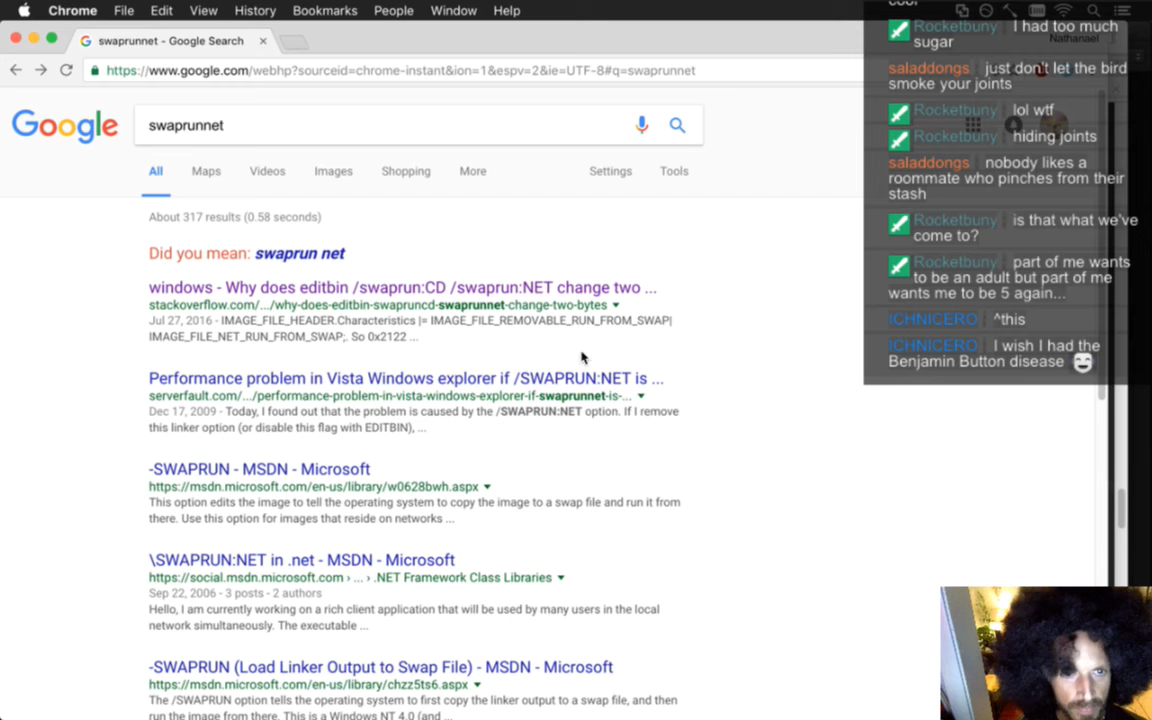 Chrome File Edit View History Bookmarks People Window Help
swaprunnet - Google Search
Nathanael
https://www.google.com/webhp?sourceid=chrome-instant&ion=1&espv=2&ie=UTF-8#q=swaprunnet
Google
swaprunnet
All Maps Videos Images Shopping More Settings Tools
About 317 results (0.58 seconds)
Did you mean: swaprun net
windows - Why does editbin /swaprun:CD /swaprun:NET change two ...
stackoverflow.com/.../why-does-editbin-swapruncd-swaprunnet-change-two-bytes
Jul 27, 2016 - IMAGE_FILE_HEADER.Characteristics |= IMAGE_FILE_REMOVABLE_RUN_FROM_SWAP|
IMAGE_FILE_NET_RUN_FROM_SWAP;. So 0x2122 ...
Performance problem in Vista Windows explorer if /SWAPRUN:NET is ...
serverfault.com/.../performance-problem-in-vista-windows-explorer-if-swaprunnet-is-...
Dec 17, 2009 - Today, I found out that the problem is caused by the /SWAPRUN:NET option. If I remove
this linker option (or disable this flag with EDITBIN), ...
-SWAPRUN - MSDN - Microsoft
https://msdn.microsoft.com/en-us/library/w0628bwh.aspx
This option edits the image to tell the operating system to copy the image to a swap file and run it from
there. Use this option for images that reside on networks ...
\SWAPRUN:NET in .net - MSDN - Microsoft
https://social.msdn.microsoft.com › ... › .NET Framework Class Libraries
Sep 22, 2006 - 3 posts - 2 authors
Hello, I am currently working on a rich client application that will be used by many users in the local
network simultaneously. The executable ...
-SWAPRUN (Load Linker Output to Swap File) - MSDN - Microsoft
https://msdn.microsoft.com/en-us/library/chzz5ts6.aspx
The /SWAPRUN option tells the operating system to first copy the linker output to a swap file, and then
run the image from there. This is a Windows NT 4.0 (and ...
cool
Rocketbuny I had too much
sugar
saladdongs just don't let the bird
smoke your joints
Rocketbuny lol wtf
Rocketbuny hiding joints
saladdongs nobody likes a
roommate who pinches from their
stash
Rocketbuny is that what we've
come to?
Rocketbuny part of me wants
to be an adult but part of me
wants me to be 5 again...
ICHNICERO ^this
ICHNICERO I wish I had the
Benjamin Button disease